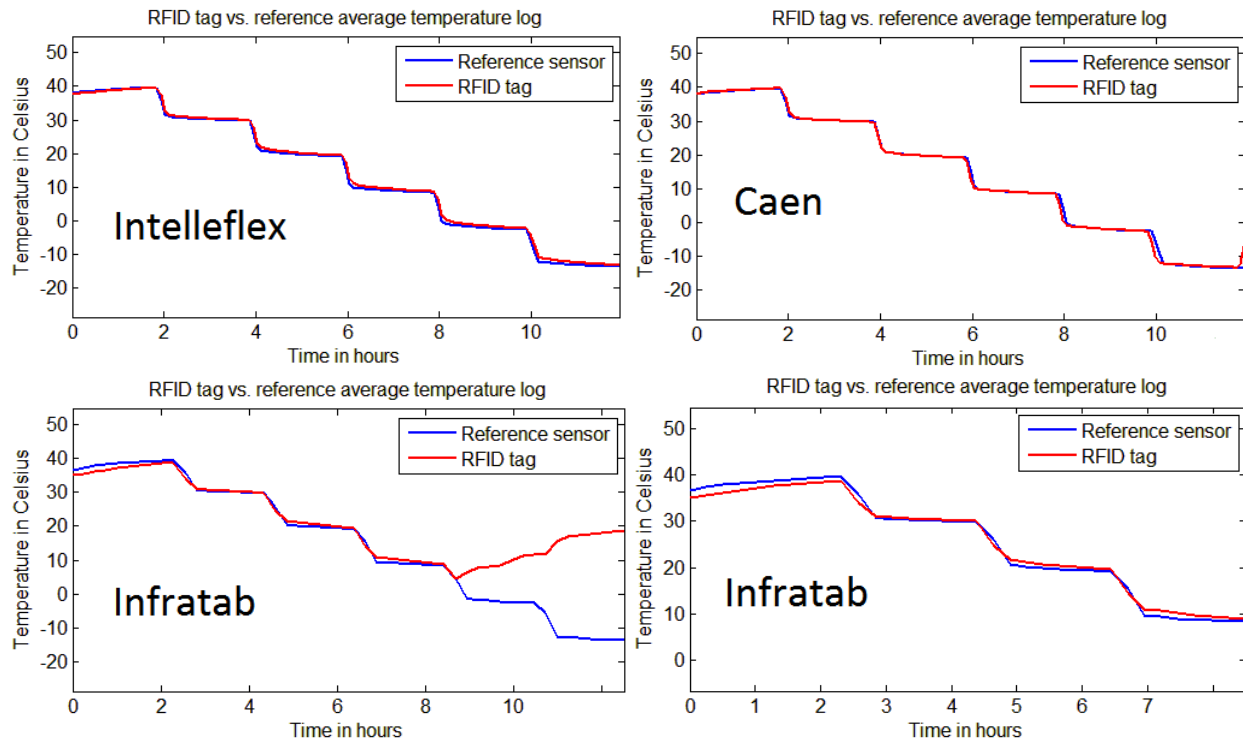 RFID tag vs. reference average temperature log
50
40
30
20
10
0
-10
-20
Temperature in Celsius
Reference sensor
RFID tag
Intelleflex
0 2 4 6 8 10
Time in hours
RFID tag vs. reference average temperature log
50
40
30
20
10
0
-10
-20
Temperature in Celsius
Reference sensor
RFID tag
Caen
0 2 4 6 8 10
Time in hours
RFID tag vs. reference average temperature log
50
40
30
20
10
0
-10
-20
Temperature in Celsius
Reference sensor
RFID tag
Infratab
0 2 4 6 8 10
Time in hours
RFID tag vs. reference average temperature log
50
40
30
20
10
0
Temperature in Celsius
Reference sensor
RFID tag
Infratab
0 1 2 3 4 5 6 7
Time in hours